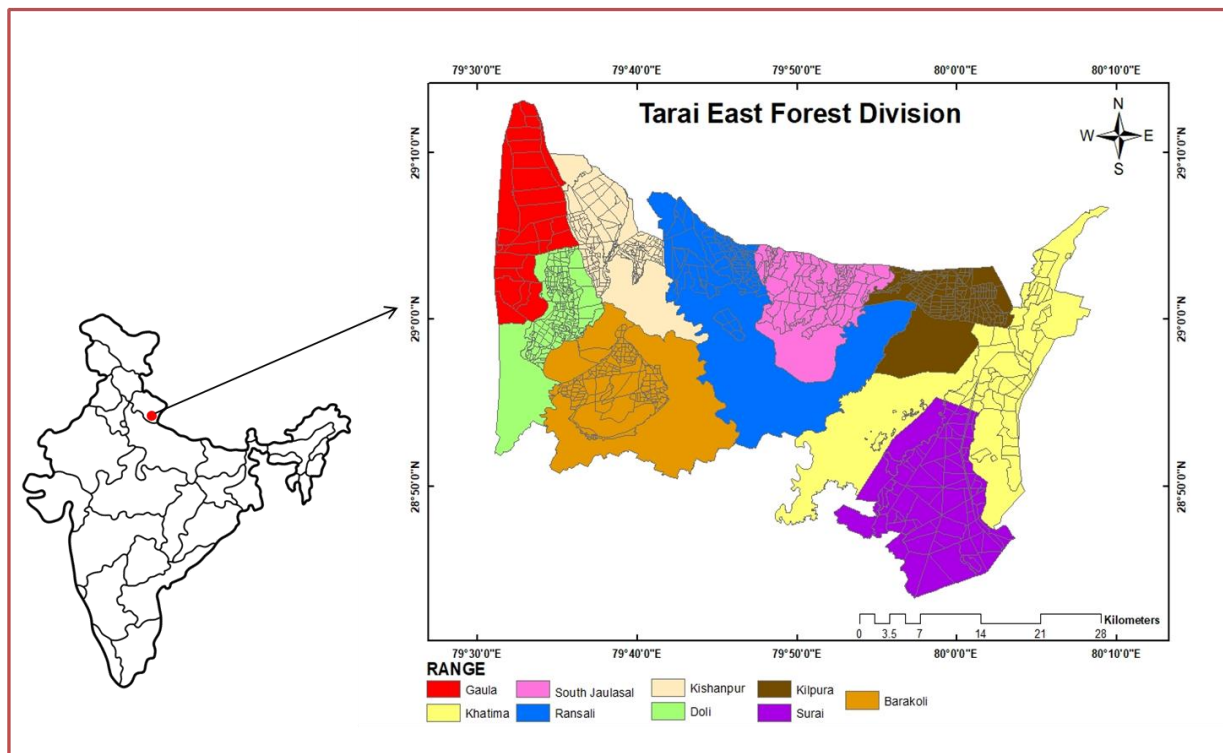 79°30'0"E 79°40'0"E 79°50'0"E 80°0'0"E 80°10'0"E
Tarai East Forest Division
N
W E
S
29°10'0"N 29°10'0"N
29°0'0"N 29°0'0"N
28°50'0"N 28°50'0"N
Kilometers
0 3.5 7 14 21 28
79°30'0"E 79°40'0"E 79°50'0"E 80°0'0"E 80°10'0"E
RANGE
Gaula South Jaulasal Kishanpur Kilpura Barakoli
Khatima Ransali Doli Surai